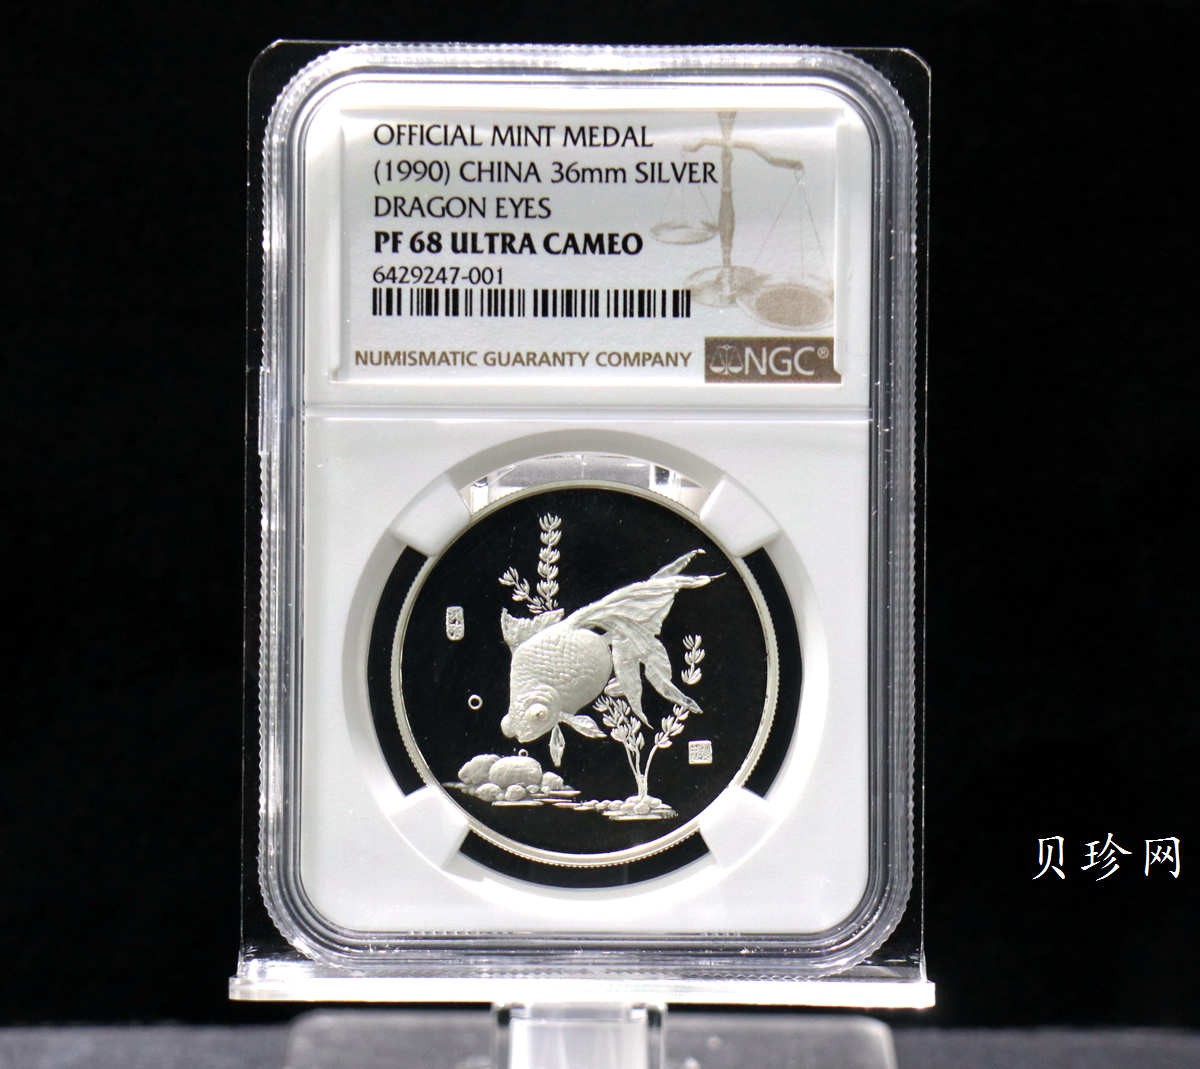 OFFICIAL MINT MEDAL
(1990) CHINA 36mm SILVER
DRAGON EYES
PF 68 ULTRA CAMEO
6429247-001
NUMISMATIC GUARANTY COMPANY
NGC®
贝珍网